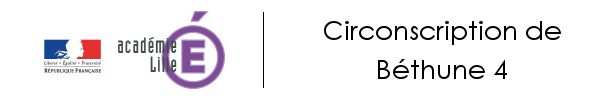 Liberté • Égalité • Fraternité
RÉPUBLIQUE FRANÇAISE
académie
Lille
É
Circonscription de
Béthune 4